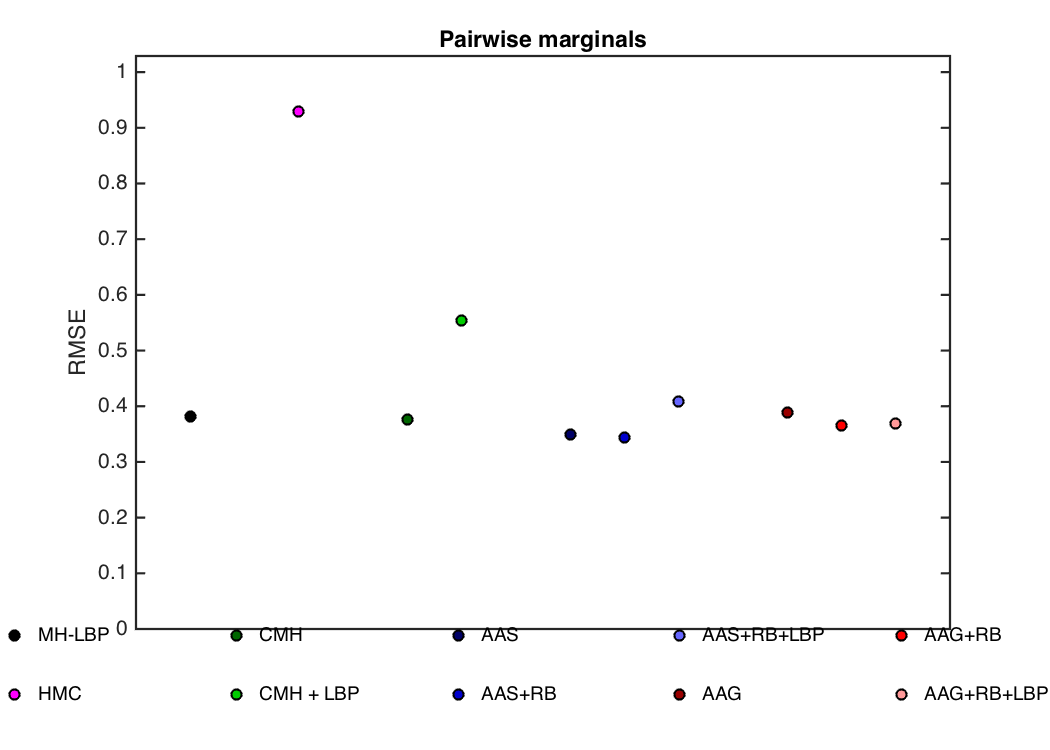 Pairwise marginals
1
0.9
0.8
0.7
0.6
0.5
0.4
0.3
0.2
0.1
0
RMSE
MH-LBP CMH AAS AAS+RB+LBP AAG+RB
HMC CMH + LBP AAS+RB AAG AAG+RB+LBP